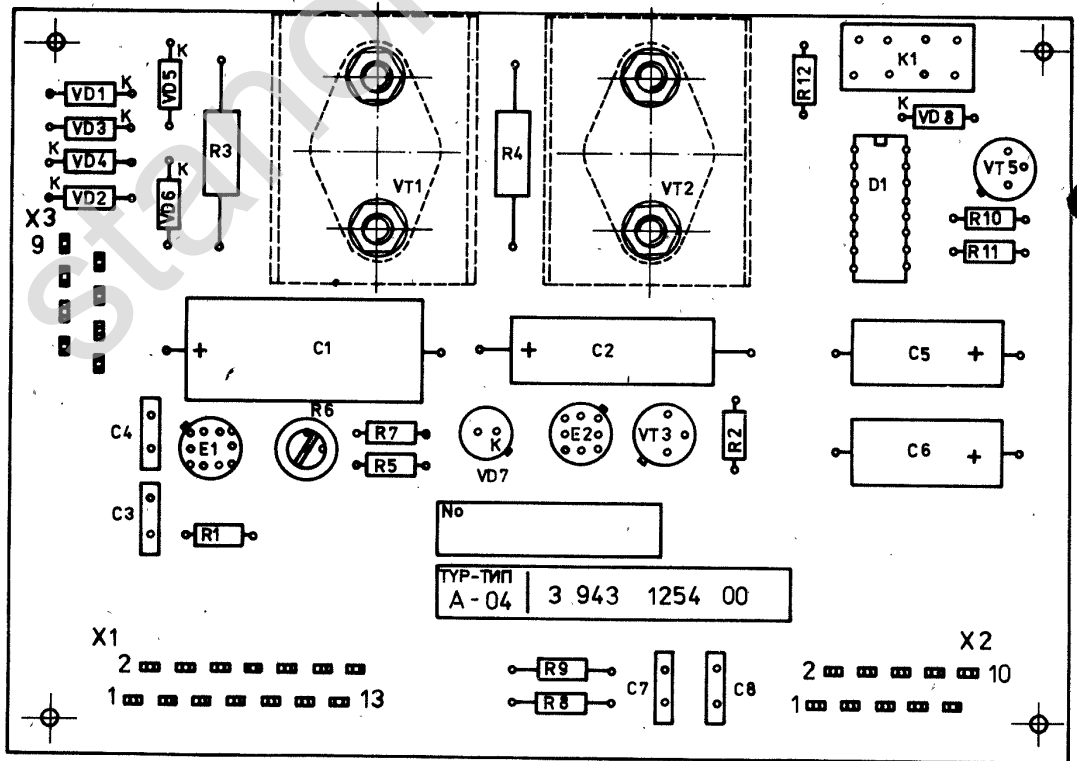 K1
R12
K
VD5
K
VD1
K
VD8
VD3
K
R3
R4
VT5
K
VD4
K
VD6
VT1
VT2
D1
K
VD2
R10
X3
9
R11
C1
C2
C5
+
+
+
R6
C4
E1
R7
K
E2
VT3
R2
C6
+
R5
VD7
C3
R1
No
TYP-ТИП
A-04
3 943 1254 00
X1
X2
2
R9
2
10
C7
C8
1
13
R8
1
stano